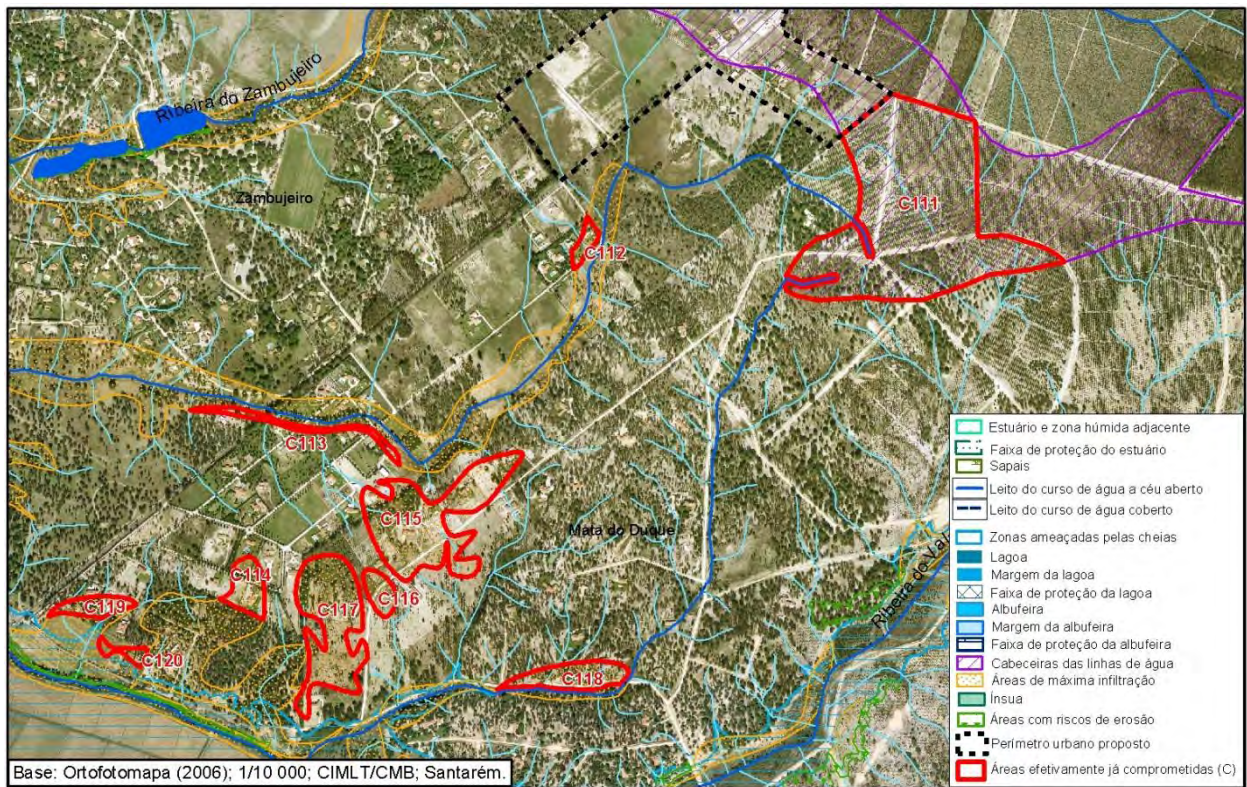 Ribeira do Zambujeiro
Zambujeiro
C111
C112
C113
C115
Mata do Duque
C114
C116
C117
C119
C120
C118
Ribeira do Val
Estuário e zona húmida adjacente
Faixa de proteção do estuário
Sapais
Leito do curso de água a céu aberto
Leito do curso de água coberto
Zonas ameaçadas pelas cheias
Lagoa
Margem da lagoa
Faixa de proteção da lagoa
Albufeira
Margem da albufeira
Faixa de proteção da albufeira
Cabeceiras das linhas de água
Áreas de máxima infiltração
Ínsua
Áreas com riscos de erosão
Perímetro urbano proposto
Áreas efetivamente já comprometidas (C)
Base: Ortofotomapa (2006); 1/10 000; CIMLT/CMB; Santarém.